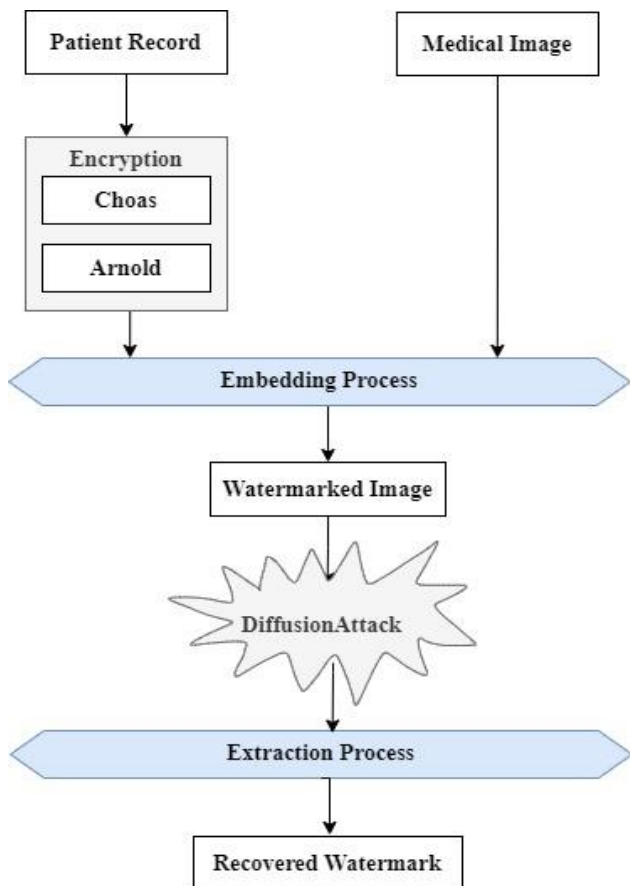 Patient Record
Medical Image
Encryption
Choas
Arnold
Embedding Process
Watermarked Image
DiffusionAttack
Extraction Process
Recovered Watermark